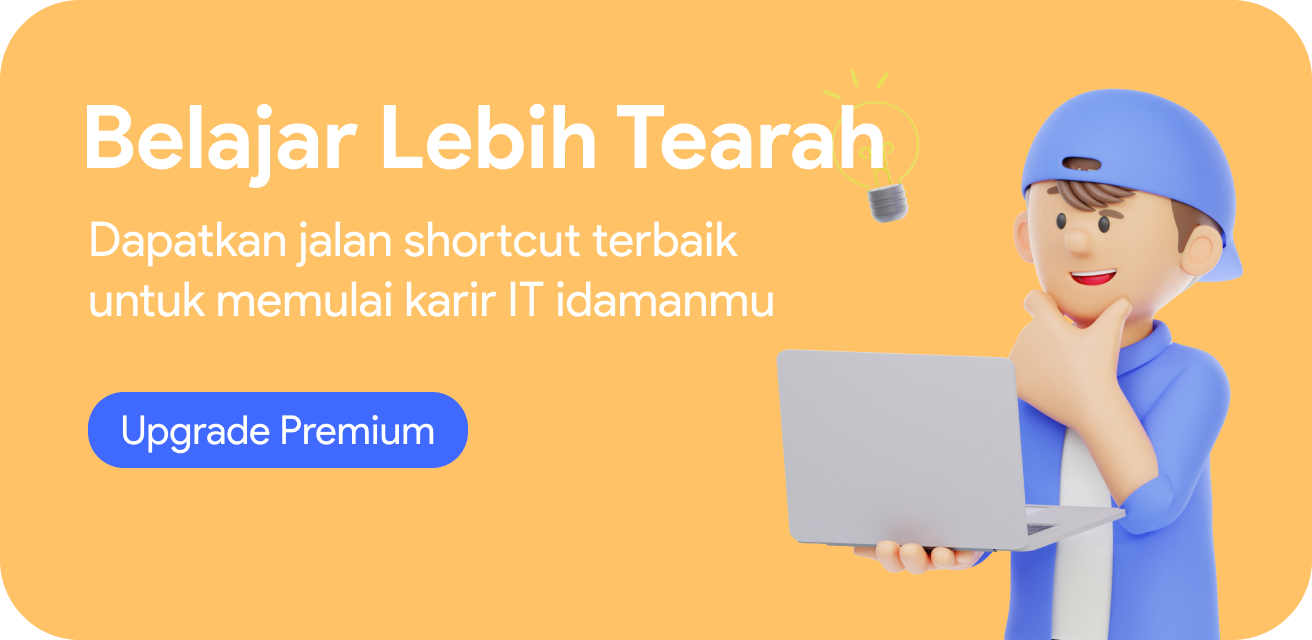 Belajar Lebih Tearah
Dapatkan jalan shortcut terbaik
untuk memulai karir IT idamanmu
Upgrade Premium